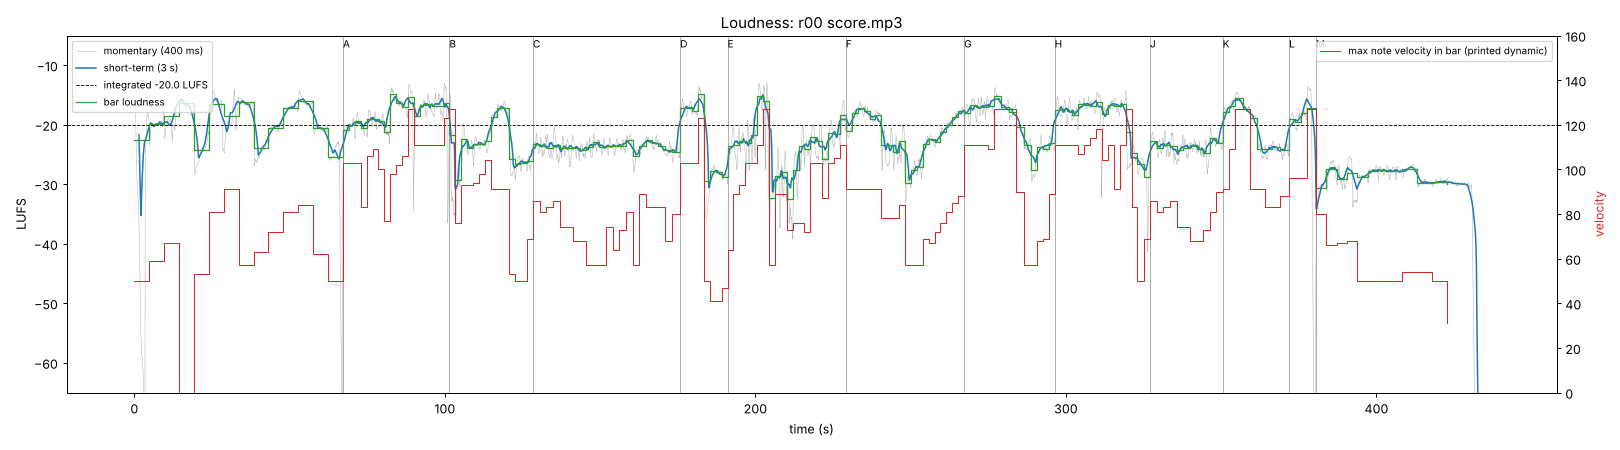 Loudness: r00 score.mp3
momentary (400 ms)
short-term (3 s)
integrated -20.0 LUFS
bar loudness
A
B
C
D
E
F
G
H
J
K
L
M
max note velocity in bar (printed dynamic)
−10
−20
−30
−40
−50
−60
LUFS
160
140
120
100
80
60
40
20
0
velocity
0
100
200
300
400
time (s)